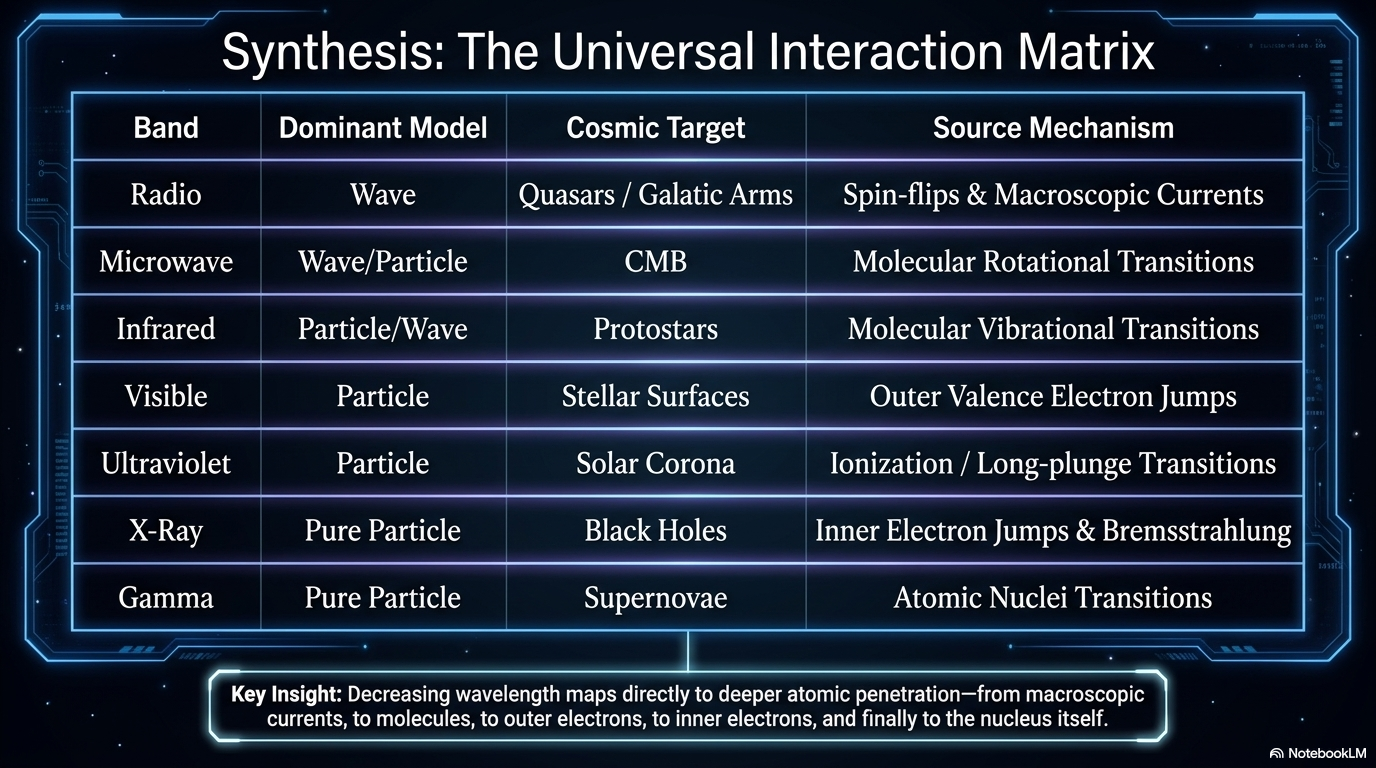 Synthesis: The Universal Interaction Matrix
Band Dominant Model Cosmic Target Source Mechanism
Radio Wave Quasars / Galatic Arms Spin-flips & Macroscopic Currents
Microwave Wave/Particle CMB Molecular Rotational Transitions
Infrared Particle/Wave Protostars Molecular Vibrational Transitions
Visible Particle Stellar Surfaces Outer Valence Electron Jumps
Ultraviolet Particle Solar Corona Ionization / Long-plunge Transitions
X-Ray Pure Particle Black Holes Inner Electron Jumps & Bremsstrahlung
Gamma Pure Particle Supernovae Atomic Nuclei Transitions
Key Insight: Decreasing wavelength maps directly to deeper atomic penetration—from macroscopic
currents, to molecules, to outer electrons, to inner electrons, and finally to the nucleus itself.
NotebookLM